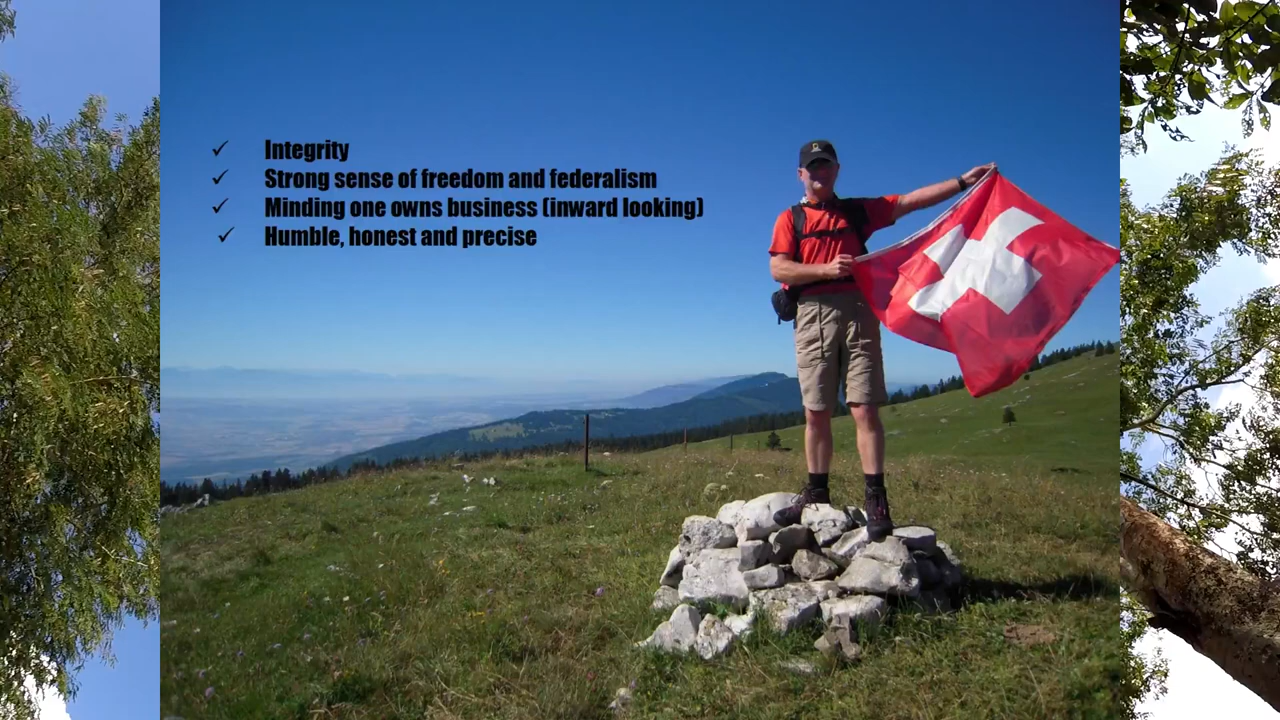 ✓ Integrity
✓ Strong sense of freedom and federalism
✓ Minding one owns business (inward looking)
✓ Humble, honest and precise